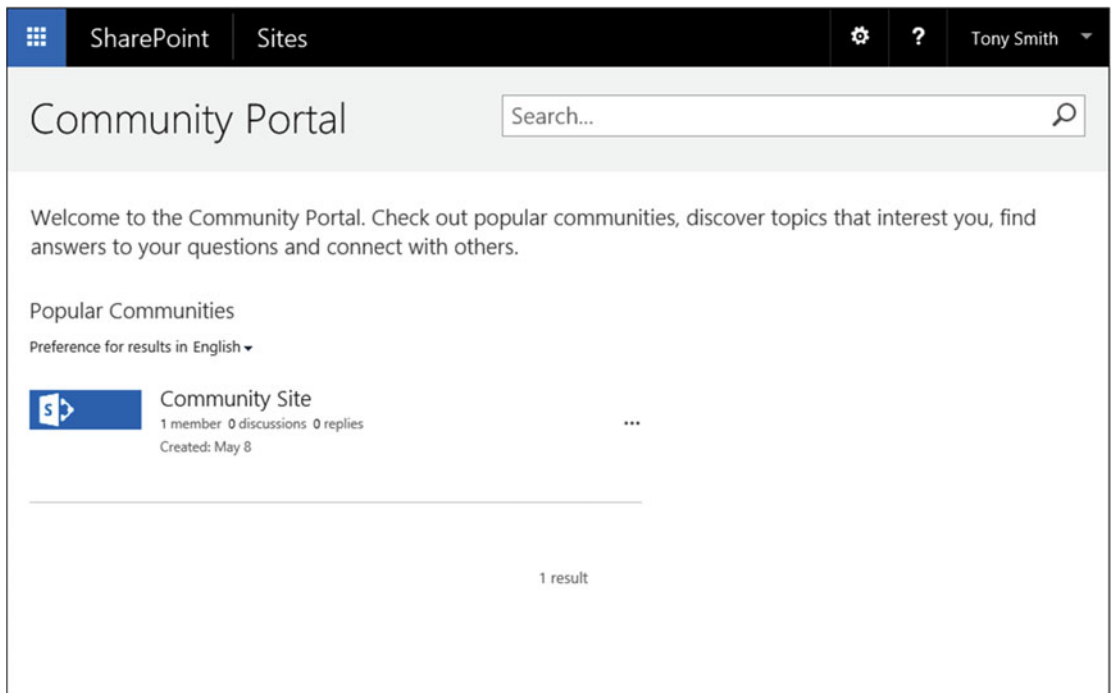 SharePoint Sites ? Tony Smith
Community Portal
Search...
Welcome to the Community Portal. Check out popular communities, discover topics that interest you, find
answers to your questions and connect with others.
Popular Communities
Preference for results in English
S
Community Site
1 member 0 discussions 0 replies
...
Created: May 8
1 result